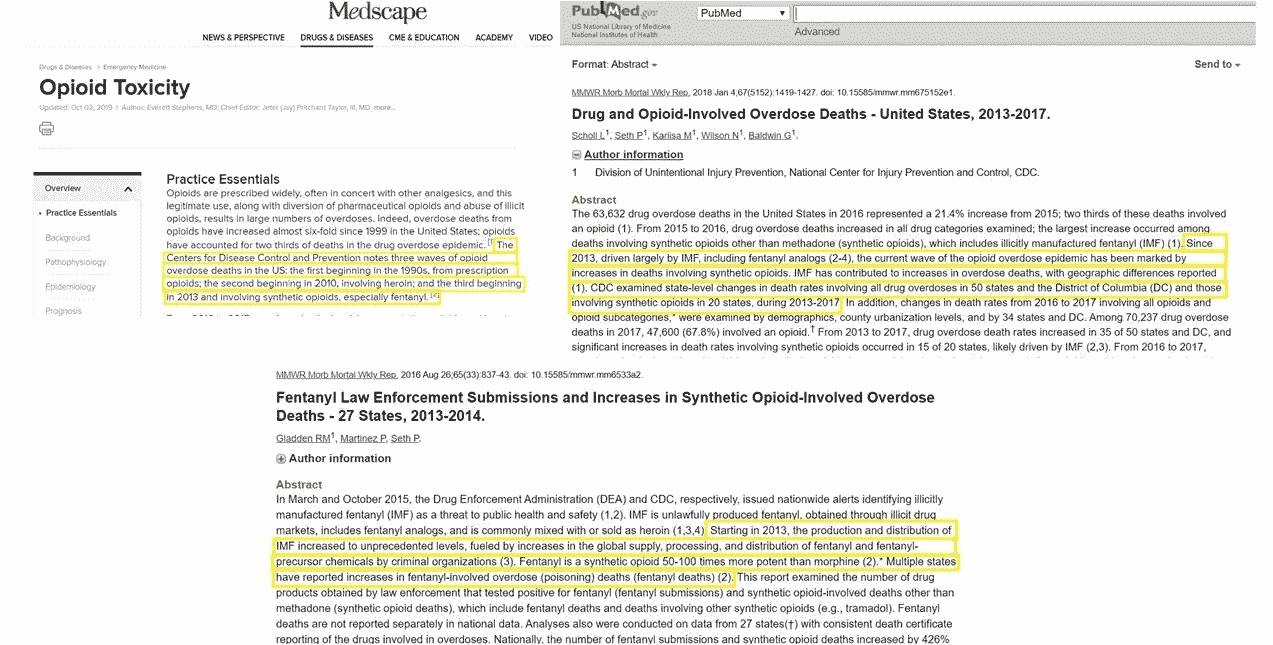 Medscape
NEWS & PERSPECTIVE DRUGS & DISEASES CME & EDUCATION ACADEMY VIDEO
Drugs & Diseases > Emergency Medicine
Opioid Toxicity
Updated: Oct 02, 2019 | Author: Everett Stephens, MD; Chief Editor: Jeter (Jay) Pritchard Taylor, III, MD more...
Overview
Practice Essentials
Background
Pathophysiology
Epidemiology
Prognosis
Practice Essentials
Opioids are prescribed widely, often in concert with other analgesics, and this
legitimate use, along with diversion of pharmaceutical opioids and abuse of illicit
opioids, results in large numbers of overdoses. Indeed, overdose deaths from
opioids have increased almost six-fold since 1999 in the United States; opioids
have accounted for two thirds of deaths in the drug overdose epidemic. [1] The
Centers for Disease Control and Prevention notes three waves of opioid
overdose deaths in the US: the first beginning in the 1990s, from prescription
opioids; the second beginning in 2010, involving heroin; and the third beginning
in 2013 and involving synthetic opioids, especially fentanyl. [2]
PubMed.gov
US National Library of Medicine
National Institutes of Health
PubMed
Advanced
Format: Abstract
Send to
MMWR Morb Mortal Wkly Rep. 2018 Jan 4;67(5152):1419-1427. doi: 10.15585/mmwr.mm675152e1.
Drug and Opioid-Involved Overdose Deaths - United States, 2013-2017.
Scholl L1, Seth P1, Kariisa M1, Wilson N1, Baldwin G1.
Author information
1 Division of Unintentional Injury Prevention, National Center for Injury Prevention and Control, CDC.
Abstract
The 63,632 drug overdose deaths in the United States in 2016 represented a 21.4% increase from 2015; two thirds of these deaths involved
an opioid (1). From 2015 to 2016, drug overdose deaths increased in all drug categories examined; the largest increase occurred among
deaths involving synthetic opioids other than methadone (synthetic opioids), which includes illicitly manufactured fentanyl (IMF) (1). Since
2013, driven largely by IMF, including fentanyl analogs (2-4), the current wave of the opioid overdose epidemic has been marked by
increases in deaths involving synthetic opioids. IMF has contributed to increases in overdose deaths, with geographic differences reported
(1). CDC examined state-level changes in death rates involving all drug overdoses in 50 states and the District of Columbia (DC) and those
involving synthetic opioids in 20 states, during 2013-2017. In addition, changes in death rates from 2016 to 2017 involving all opioids and
opioid subcategories,* were examined by demographics, county urbanization levels, and by 34 states and DC. Among 70,237 drug overdose
deaths in 2017, 47,600 (67.8%) involved an opioid.† From 2013 to 2017, drug overdose death rates increased in 35 of 50 states and DC, and
significant increases in death rates involving synthetic opioids occurred in 15 of 20 states, likely driven by IMF (2,3). From 2016 to 2017,
MMWR Morb Mortal Wkly Rep. 2016 Aug 26;65(33):837-43. doi: 10.15585/mmwr.mm6533a2.
Fentanyl Law Enforcement Submissions and Increases in Synthetic Opioid-Involved Overdose
Deaths - 27 States, 2013-2014.
Gladden RM1, Martinez P, Seth P.
Author information
Abstract
In March and October 2015, the Drug Enforcement Administration (DEA) and CDC, respectively, issued nationwide alerts identifying illicitly
manufactured fentanyl (IMF) as a threat to public health and safety (1,2). IMF is unlawfully produced fentanyl, obtained through illicit drug
markets, includes fentanyl analogs, and is commonly mixed with or sold as heroin (1,3,4). Starting in 2013, the production and distribution of
IMF increased to unprecedented levels, fueled by increases in the global supply, processing, and distribution of fentanyl and fentanyl-
precursor chemicals by criminal organizations (3). Fentanyl is a synthetic opioid 50-100 times more potent than morphine (2).* Multiple states
have reported increases in fentanyl-involved overdose (poisoning) deaths (fentanyl deaths) (2). This report examined the number of drug
products obtained by law enforcement that tested positive for fentanyl (fentanyl submissions) and synthetic opioid-involved deaths other than
methadone (synthetic opioid deaths), which include fentanyl deaths and deaths involving other synthetic opioids (e.g., tramadol). Fentanyl
deaths are not reported separately in national data. Analyses also were conducted on data from 27 states(†) with consistent death certificate
reporting of the drugs involved in overdoses. Nationally, the number of fentanyl submissions and synthetic opioid deaths increased by 426%